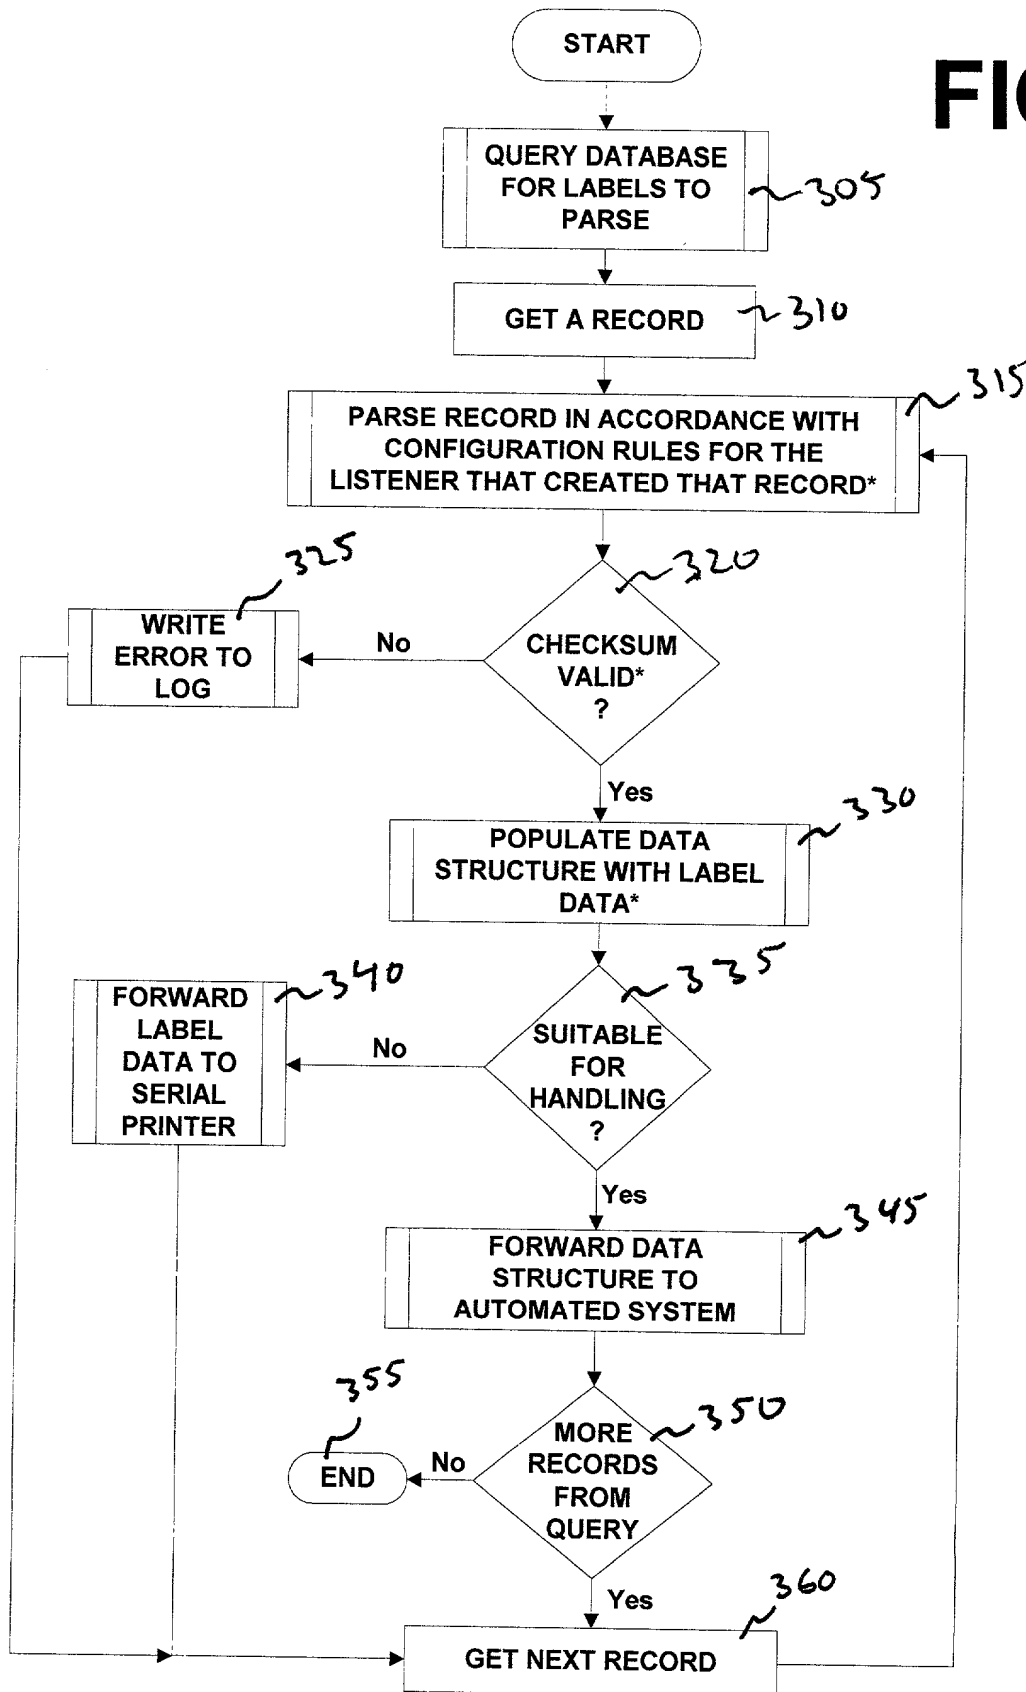 START
FIG
QUERY DATABASE
FOR LABELS TO
PARSE
305
GET A RECORD
310
315
PARSE RECORD IN ACCORDANCE WITH
CONFIGURATION RULES FOR THE
LISTENER THAT CREATED THAT RECORD*
325
320
WRITE
ERROR TO
LOG
No
CHECKSUM
VALID*
?
Yes
330
POPULATE DATA
STRUCTURE WITH LABEL
DATA*
340
335
FORWARD
LABEL
DATA TO
SERIAL
PRINTER
No
SUITABLE
FOR
HANDLING
?
Yes
345
FORWARD DATA
STRUCTURE TO
AUTOMATED SYSTEM
355
350
END
No
MORE
RECORDS
FROM
QUERY
Yes
360
GET NEXT RECORD